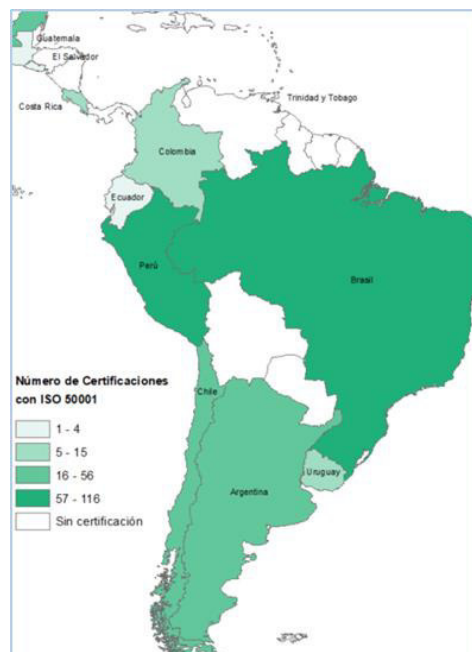 Guatemala
El Salvador
Costa Rica
Trinidad y Tobago
Colombia
Ecuador
Perú
Brasil
Chile
Uruguay
Argentina
Número de Certificaciones
con ISO 50001
1 - 4
5 - 15
16 - 56
57 - 116
Sin certificación